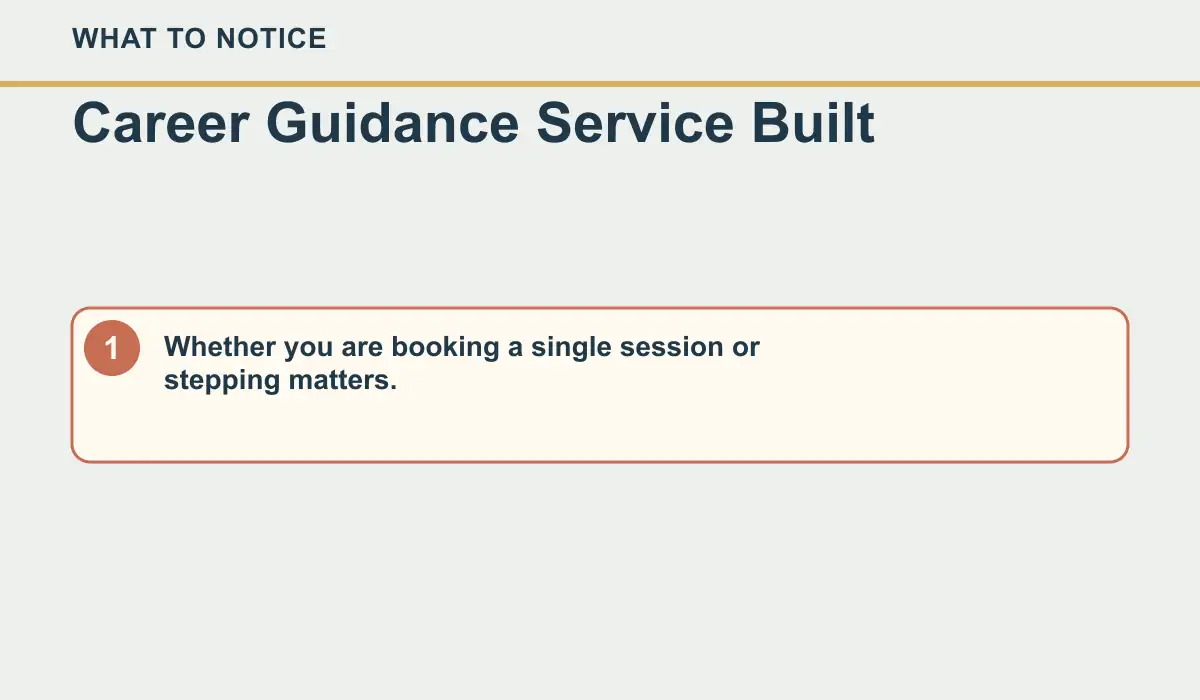 WHAT TO NOTICE
Career Guidance Service Built
1
Whether you are booking a single session or
stepping matters.